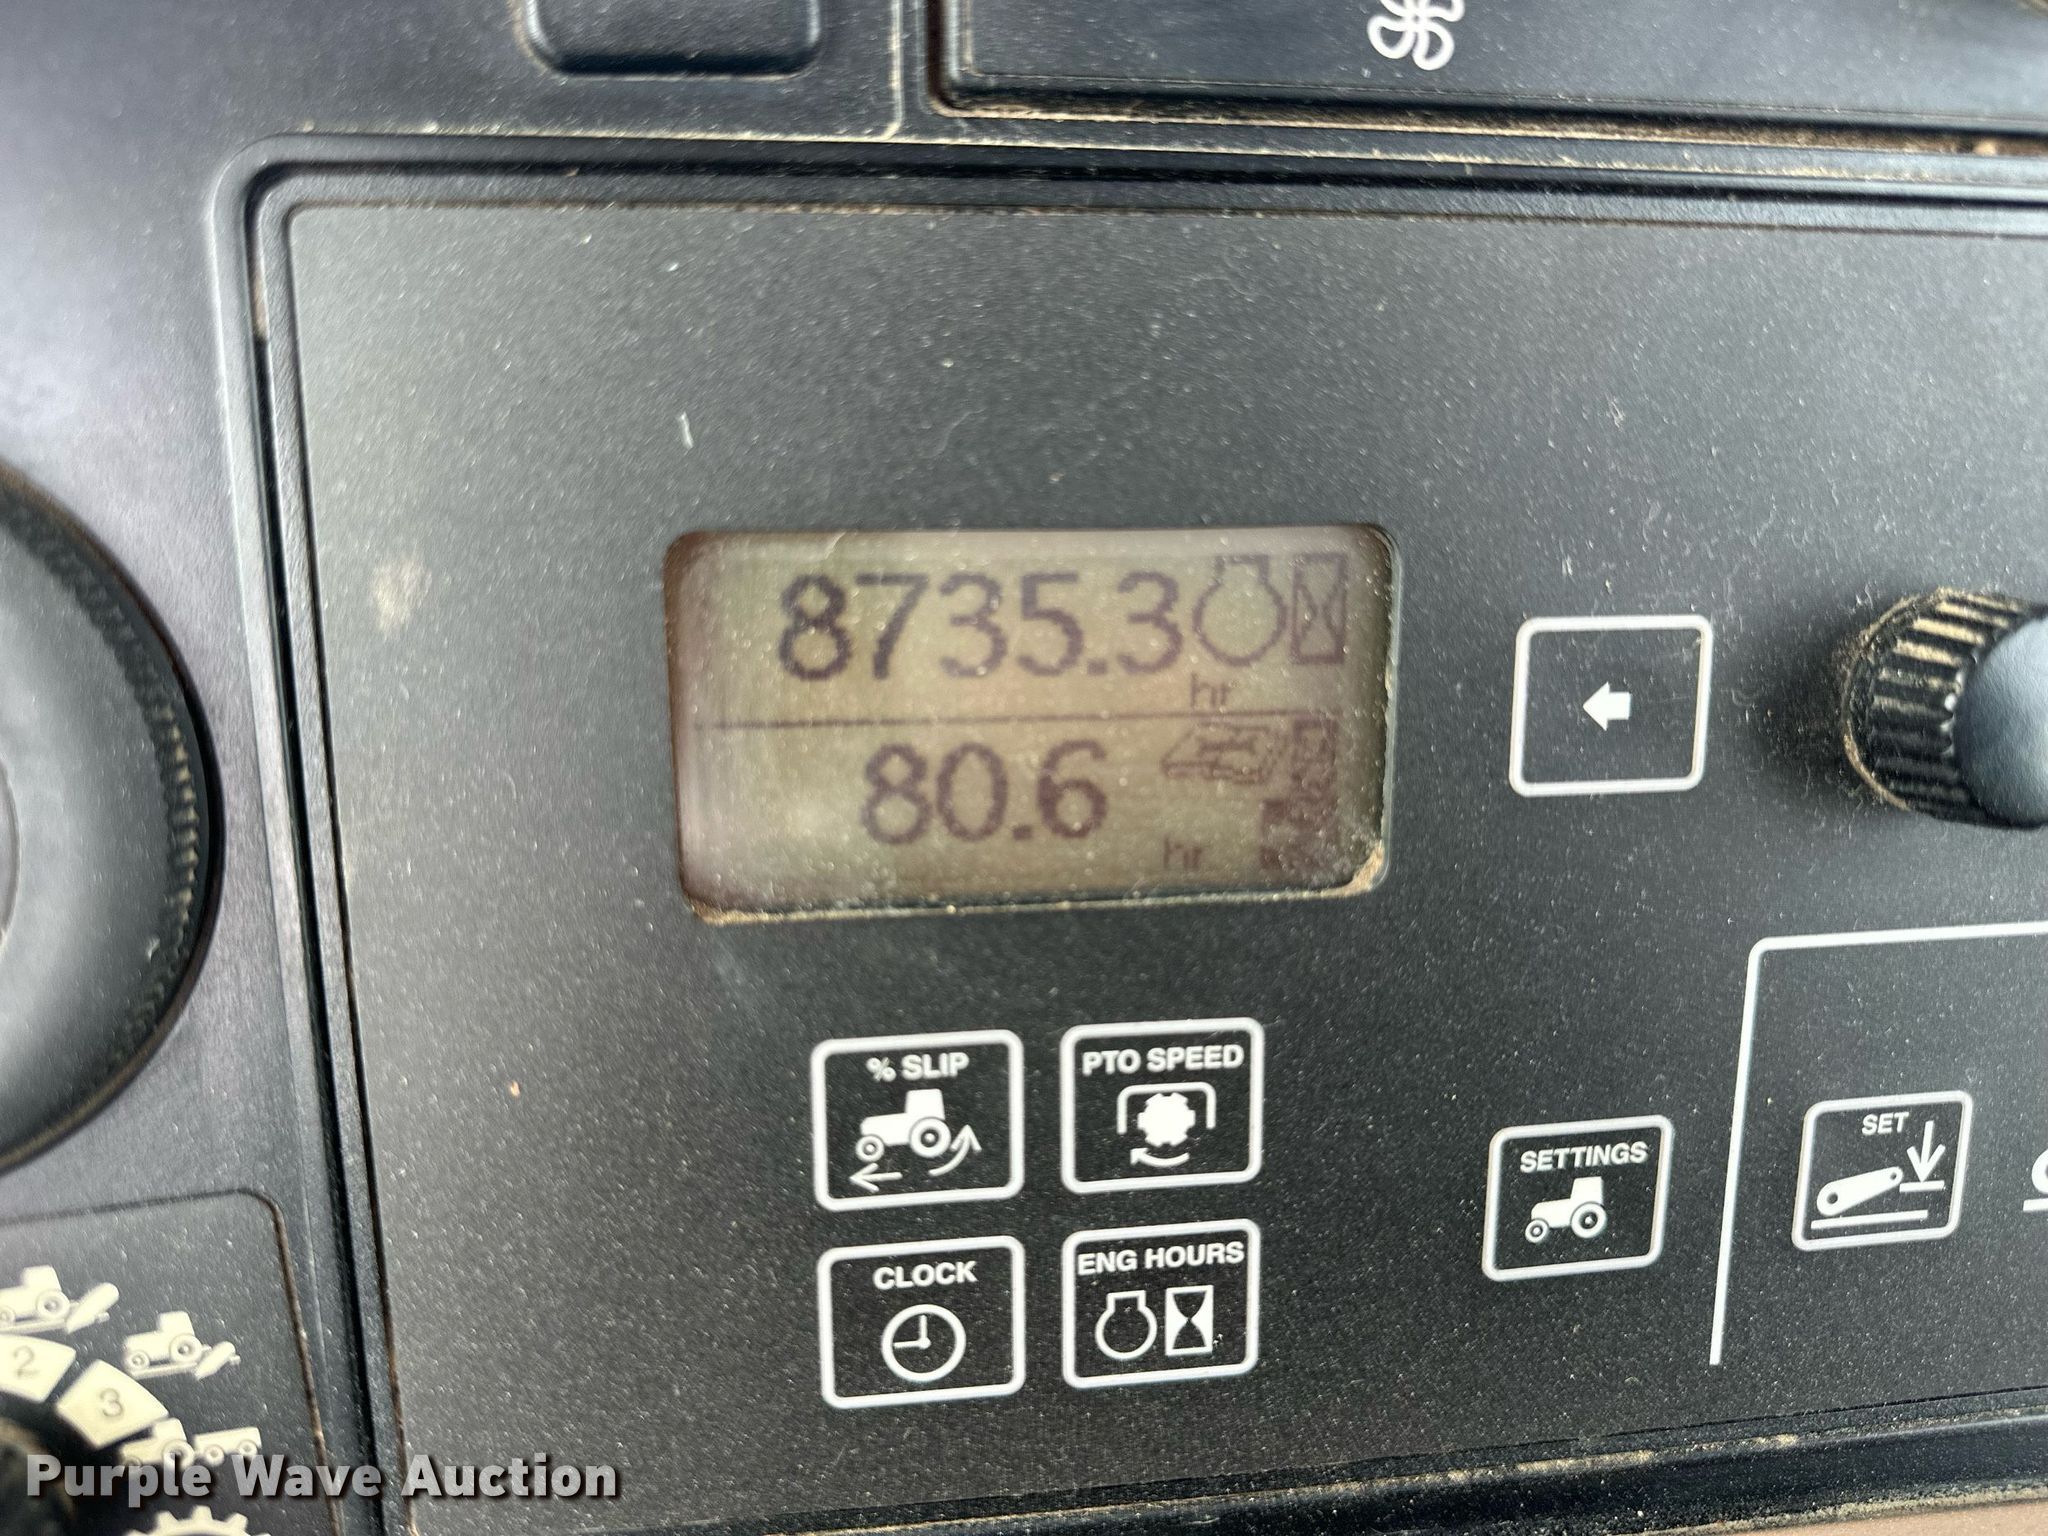 8735.3
hr
80.6
hr
% SLIP
PTO SPEED
CLOCK
ENG HOURS
SETTINGS
SET
2
3
Purple Wave Auction